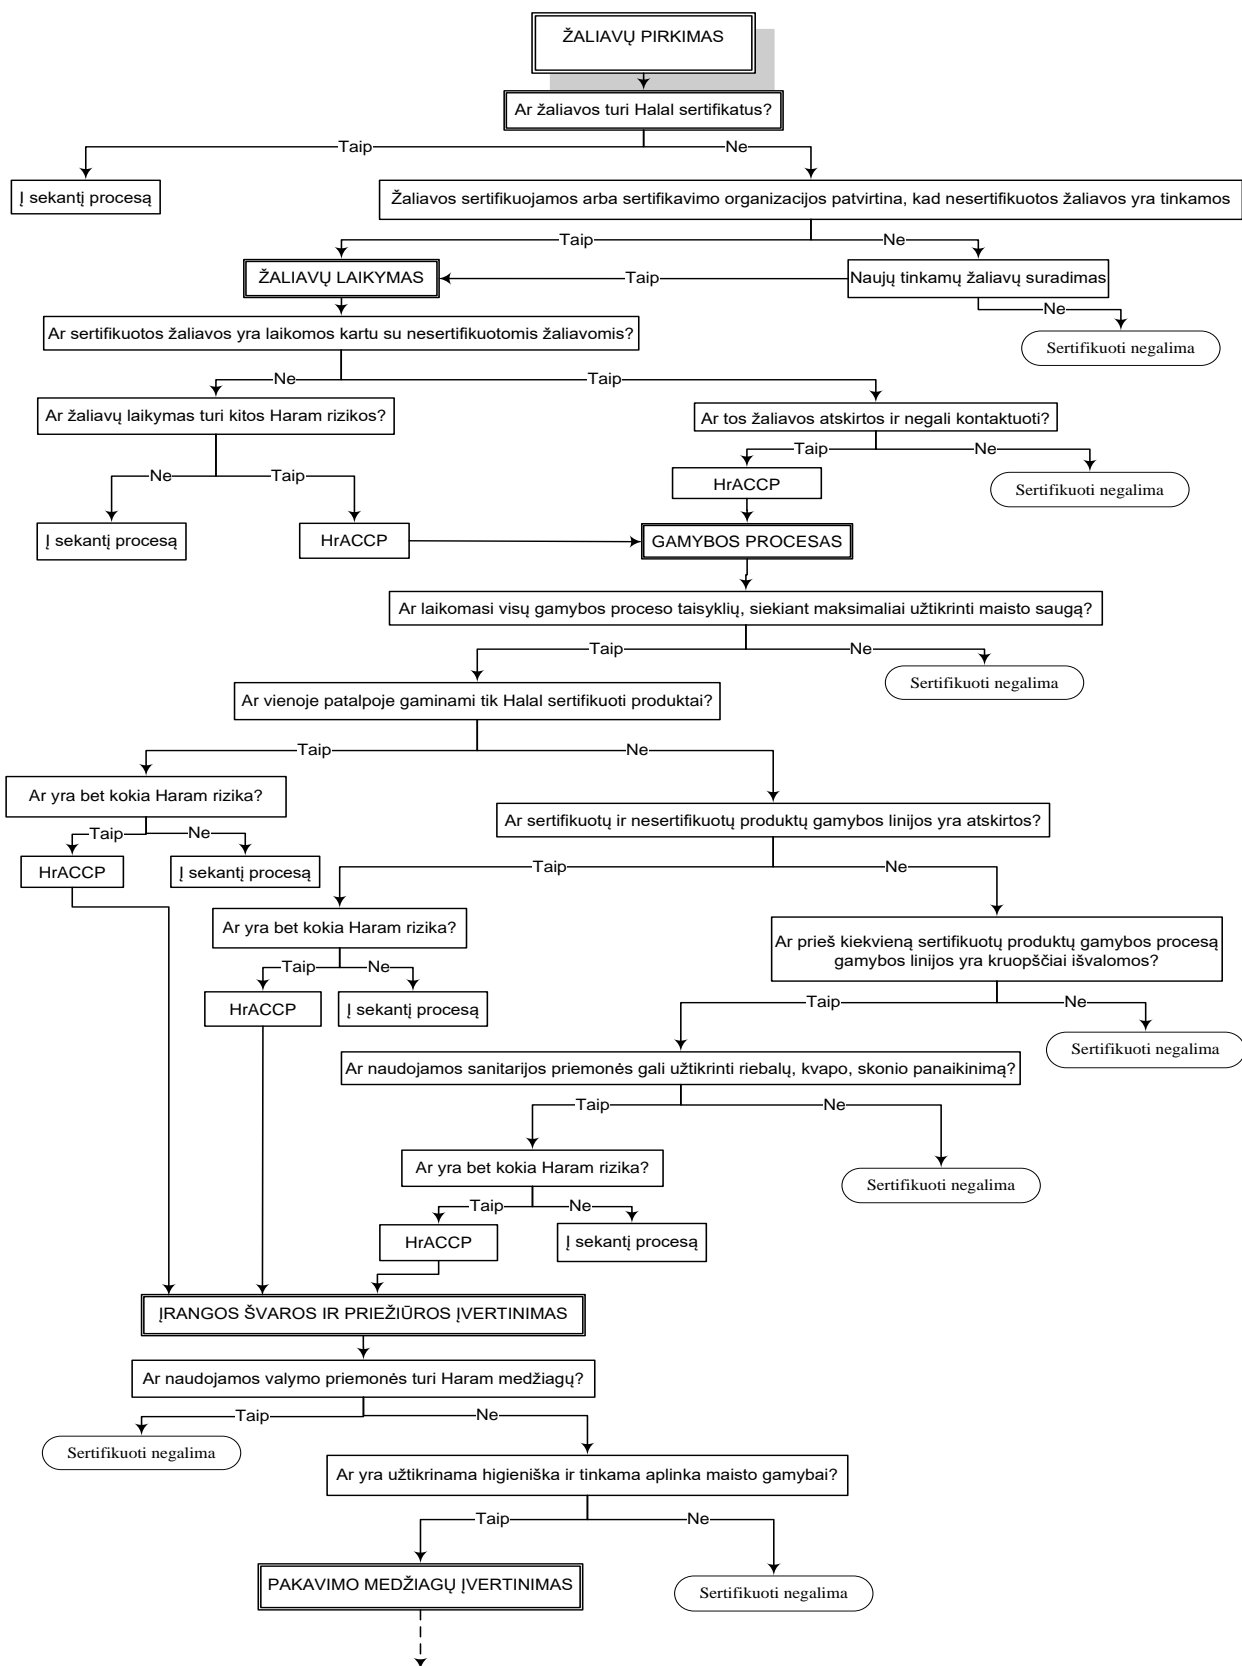 ŽALIAVŲ PIRKIMAS
Ar žaliavos turi Halal sertifikatus?
Taip
Ne
Į sekantį procesą
Žaliavos sertifikuojamos arba sertifikavimo organizacijos patvirtina, kad nesertifikuotos žaliavos yra tinkamos
Taip
Ne
ŽALIAVŲ LAIKYMAS
Taip
Naujų tinkamų žaliavų suradimas
Ne
Ar sertifikuotos žaliavos yra laikomos kartu su nesertifikuotomis žaliavomis?
Sertifikuoti negalima
Ne
Taip
Ar žaliavų laikymas turi kitos Haram rizikos?
Ar tos žaliavos atskirtos ir negali kontaktuoti?
Taip
Ne
Ne
Taip
HrACCP
Sertifikuoti negalima
Į sekantį procesą
HrACCP
GAMYBOS PROCESAS
Ar laikomasi visų gamybos proceso taisyklių, siekiant maksimaliai užtikrinti maisto saugą?
Taip
Ne
Sertifikuoti negalima
Ar vienoje patalpoje gaminami tik Halal sertifikuoti produktai?
Taip
Ne
Ar yra bet kokia Haram rizika?
Ar sertifikuotų ir nesertifikuotų produktų gamybos linijos yra atskirtos?
Taip
Ne
HrACCP
Į sekantį procesą
Taip
Ne
Ar yra bet kokia Haram rizika?
Ar prieš kiekvieną sertifikuotų produktų gamybos procesą
gamybos linijos yra kruopščiai išvalomos?
Taip
Ne
HrACCP
Į sekantį procesą
Taip
Ne
Sertifikuoti negalima
Ar naudojamos sanitarijos priemonės gali užtikrinti riebalų, kvapo, skonio panaikinimą?
Taip
Ne
Ar yra bet kokia Haram rizika?
Sertifikuoti negalima
Taip
Ne
HrACCP
Į sekantį procesą
ĮRANGOS ŠVAROS IR PRIEŽIŪROS ĮVERTINIMAS
Ar naudojamos valymo priemonės turi Haram medžiagų?
Taip
Ne
Sertifikuoti negalima
Ar yra užtikrinama higieniška ir tinkama aplinka maisto gamybai?
Taip
Ne
PAKAVIMO MEDŽIAGŲ ĮVERTINIMAS
Sertifikuoti negalima